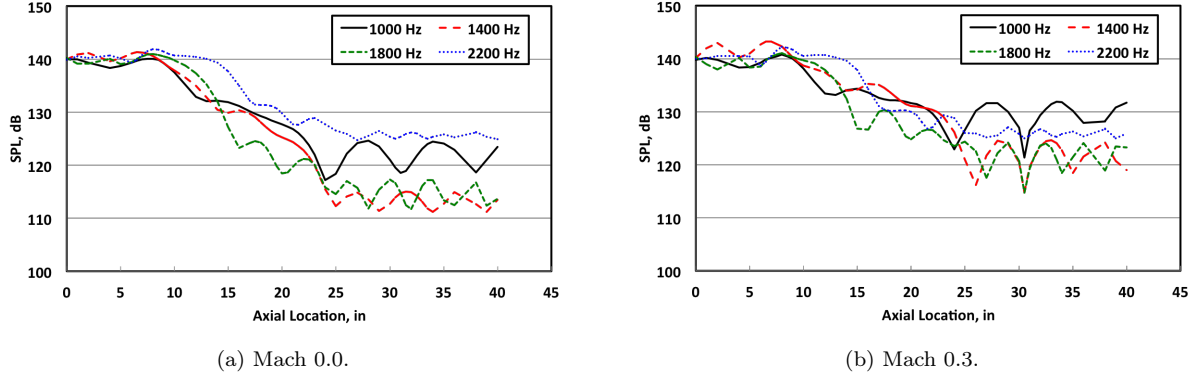 150
140
130
120
110
100
SPL, dB
1000 Hz 1400 Hz
1800 Hz 2200 Hz
0 5 10 15 20 25 30 35 40 45
Axial Location, in
(a) Mach 0.0.
150
140
130
120
110
100
SPL, dB
1000 Hz 1400 Hz
1800 Hz 2200 Hz
0 5 10 15 20 25 30 35 40 45
Axial Location, in
(b) Mach 0.3.